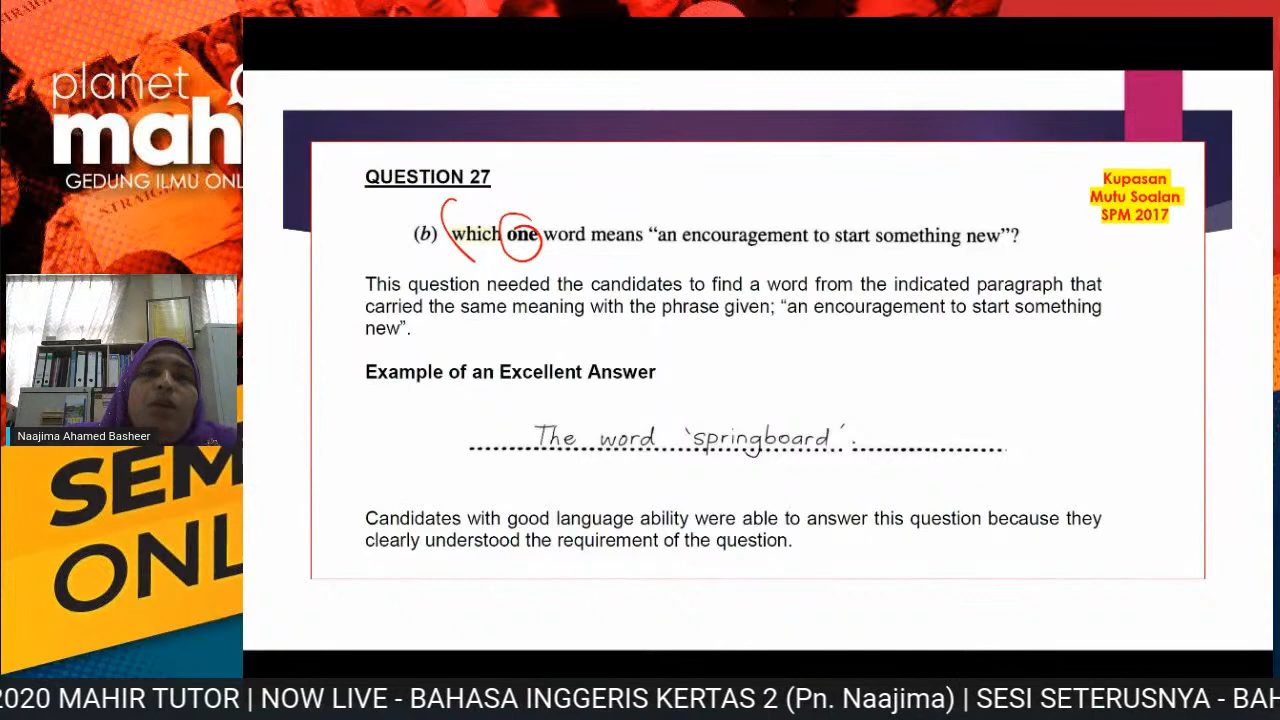 planet
mah
GEDUNG ILMU ONL
QUESTION 27
Kupasan
Mutu Soalan
SPM 2017
(b) which one word means “an encouragement to start something new”?
This question needed the candidates to find a word from the indicated paragraph that
carried the same meaning with the phrase given; “an encouragement to start something
new”.
Example of an Excellent Answer
The word ‘springboard’.
Candidates with good language ability were able to answer this question because they
clearly understood the requirement of the question.
Naajima Ahamed Basheer
SEM
ONL
2020 MAHIR TUTOR | NOW LIVE - BAHASA INGGERIS KERTAS 2 (Pn. Naajima) | SESI SETERUSNYA - BAH